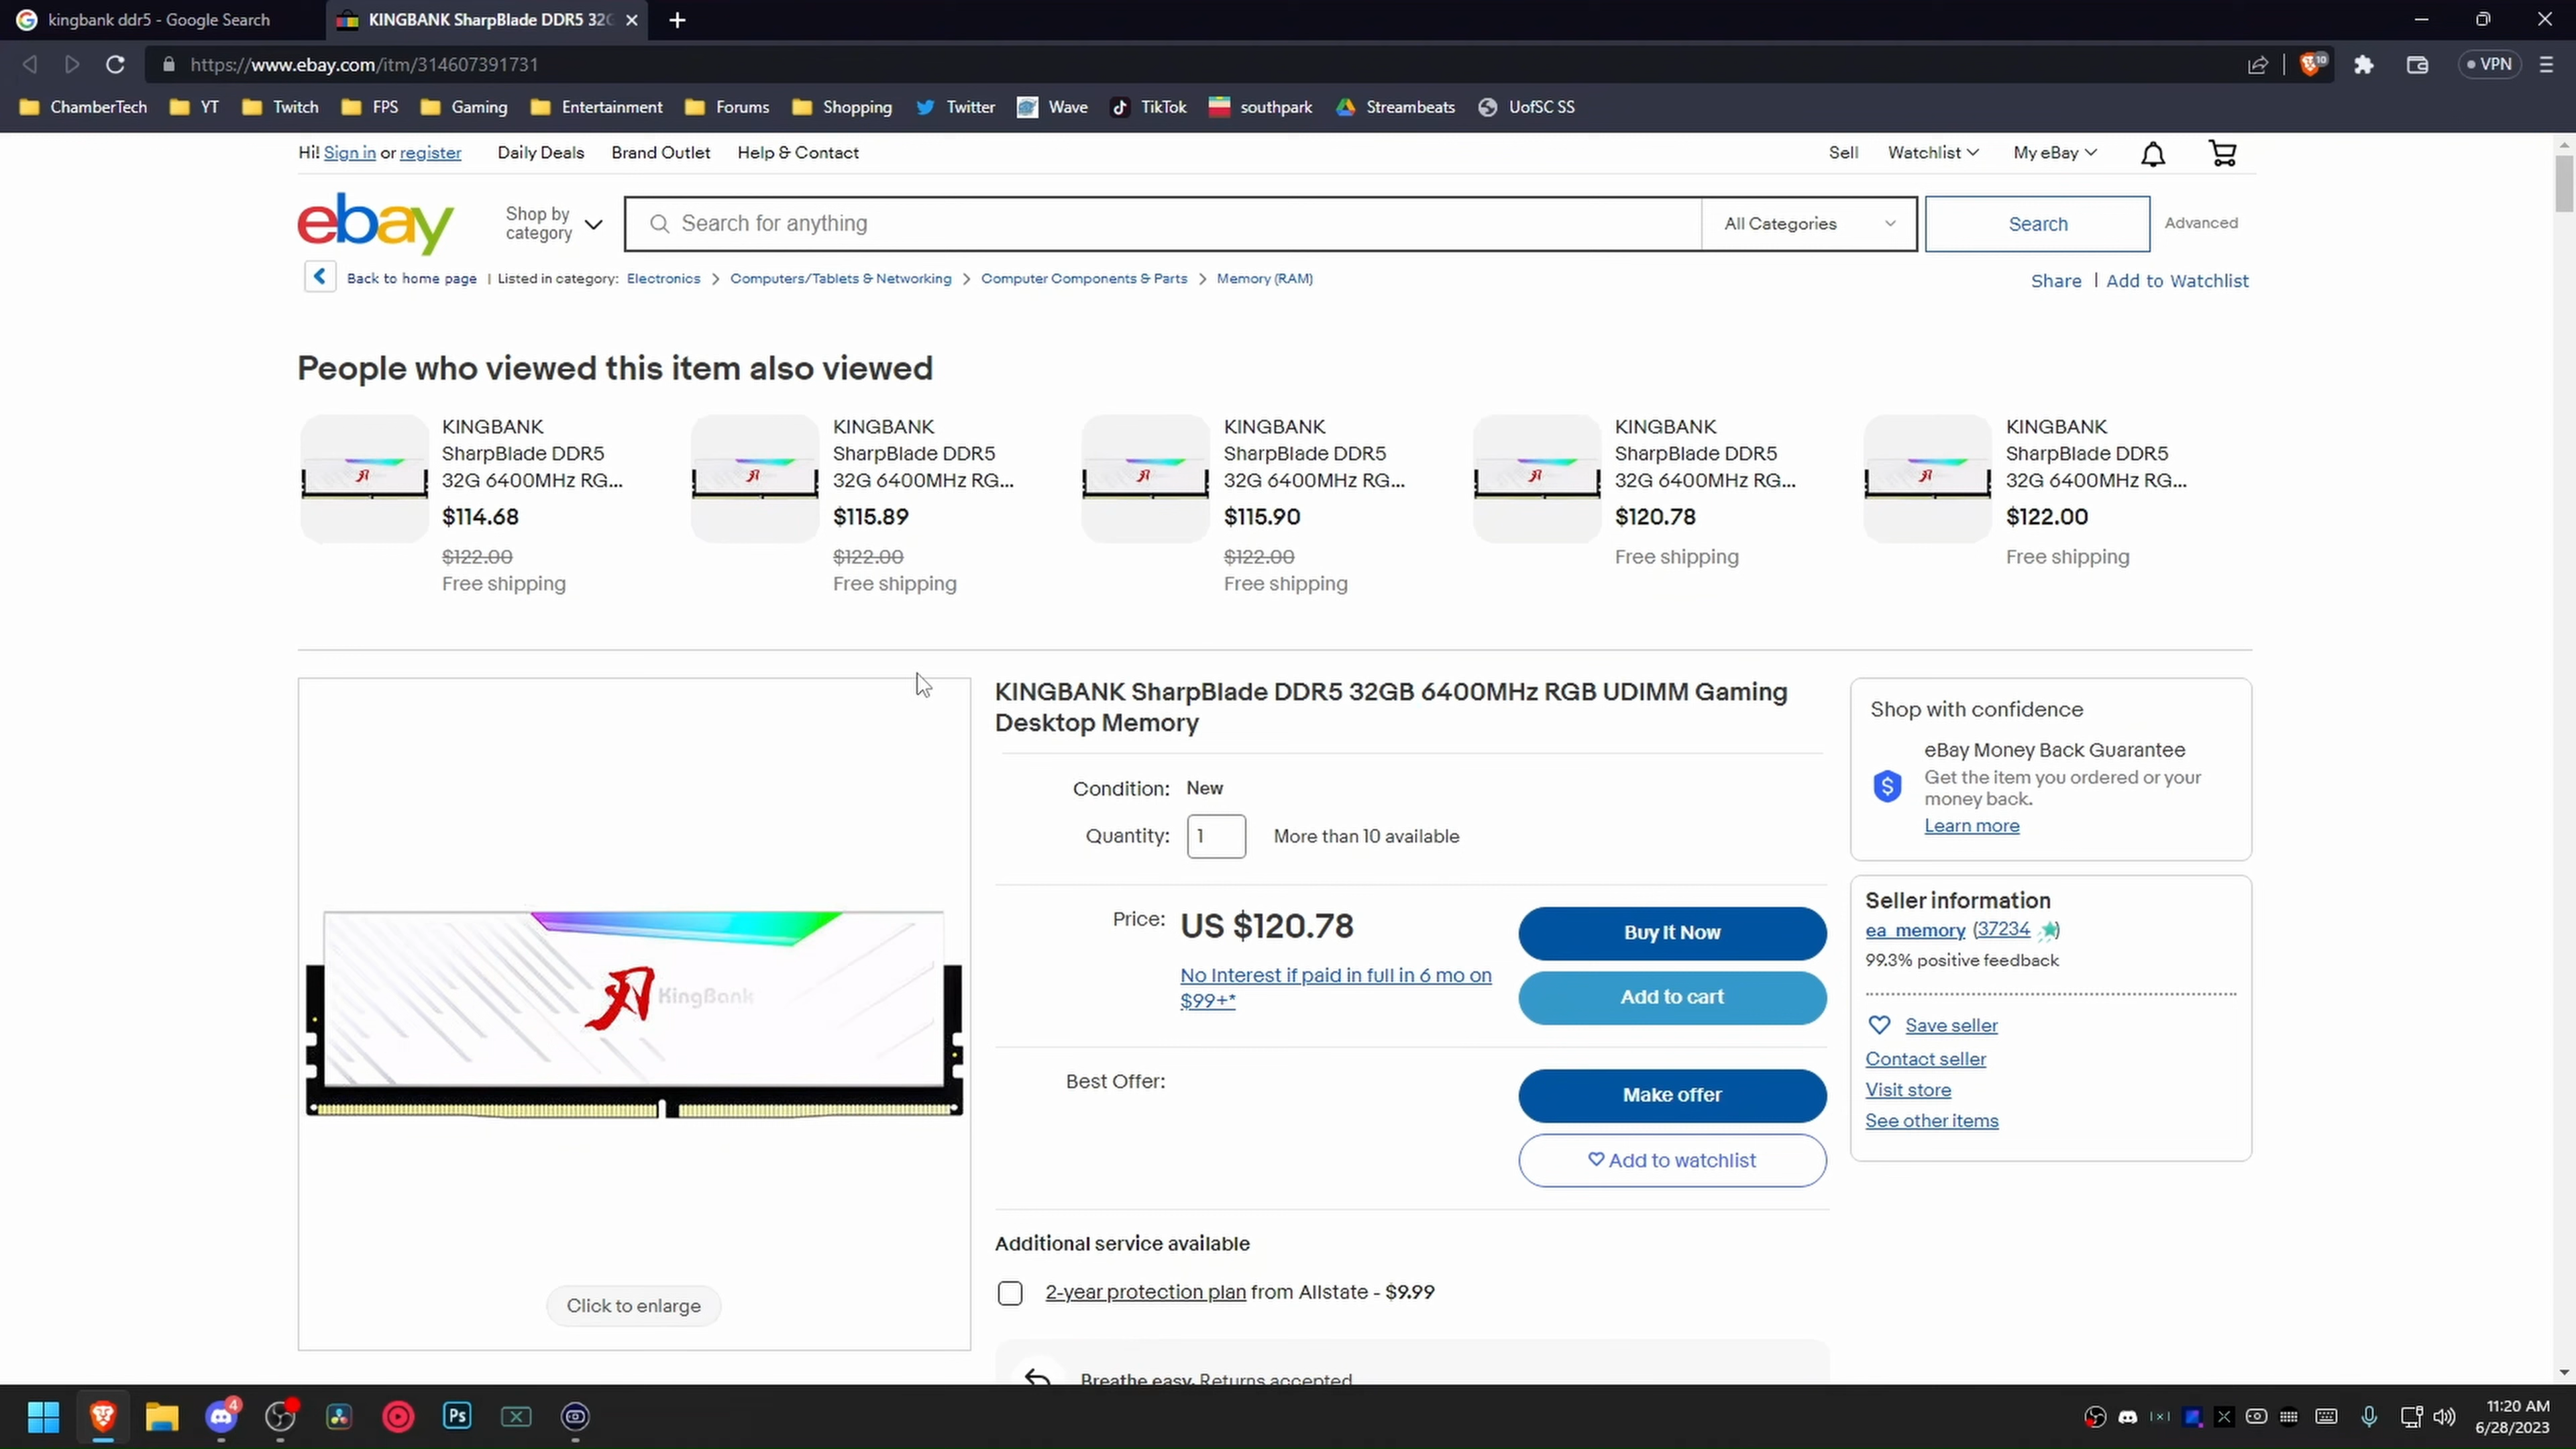 kingbank ddr5 - Google Search
KINGBANK SharpBlade DDR5 32G
https://www.ebay.com/itm/314607391731
10
VPN
ChamberTech YT Twitch FPS Gaming Entertainment Forums Shopping Twitter Wave TikTok southpark Streambeats UofSC SS
Hi! Sign in or register Daily Deals Brand Outlet Help & Contact
Sell Watchlist My eBay
ebay
Shop by
category
Search for anything
All Categories
Search
Advanced
Back to home page | Listed in category: Electronics > Computers/Tablets & Networking > Computer Components & Parts > Memory (RAM)
Share | Add to Watchlist
People who viewed this item also viewed
KINGBANK
SharpBlade DDR5
32G 6400MHz RG...
$114.68
$122.00
Free shipping
KINGBANK
SharpBlade DDR5
32G 6400MHz RG...
$115.89
$122.00
Free shipping
KINGBANK
SharpBlade DDR5
32G 6400MHz RG...
$115.90
$122.00
Free shipping
KINGBANK
SharpBlade DDR5
32G 6400MHz RG...
$120.78
Free shipping
KINGBANK
SharpBlade DDR5
32G 6400MHz RG...
$122.00
Free shipping
刃 KingBank
Click to enlarge
KINGBANK SharpBlade DDR5 32GB 6400MHz RGB UDIMM Gaming
Desktop Memory
Condition: New
Quantity: 1 More than 10 available
Price: US $120.78
No Interest if paid in full in 6 mo on
$99+*
Buy It Now
Add to cart
Best Offer:
Make offer
Add to watchlist
Additional service available
2-year protection plan from Allstate - $9.99
Breathe easy. Returns accepted.
Shop with confidence
eBay Money Back Guarantee
Get the item you ordered or your
money back.
Learn more
Seller information
ea_memory (37234)
99.3% positive feedback
Save seller
Contact seller
Visit store
See other items
4
Ps
11:20 AM
6/28/2023